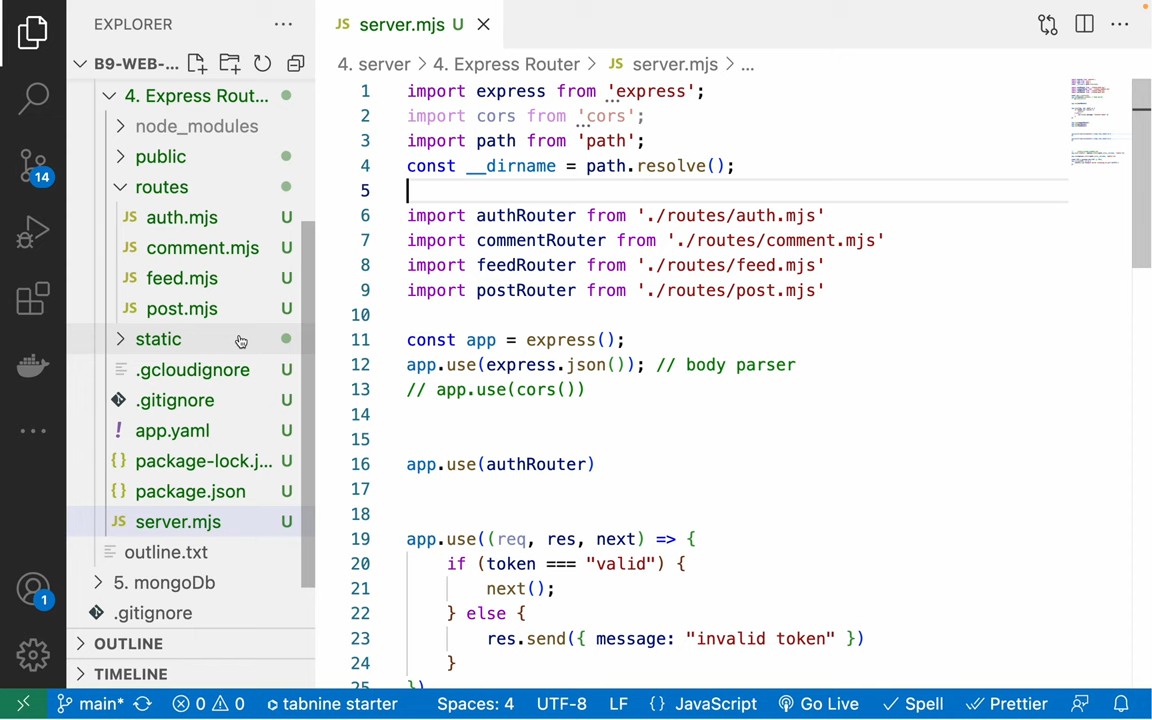 EXPLORER
B9-WEB-...
4. Express Rout...
node_modules
public
routes
JS auth.mjs U
JS comment.mjs U
JS feed.mjs U
JS post.mjs U
static
.gcloudignore U
.gitignore U
! app.yaml U
{} package-lock.j... U
{} package.json U
JS server.mjs U
outline.txt
5. mongoDb
.gitignore
OUTLINE
TIMELINE
14
1
JS server.mjs U
4. server > 4. Express Router > JS server.mjs > ...
1 import express from 'express';
2 import cors from 'cors';
3 import path from 'path';
4 const __dirname = path.resolve();
5
6 import authRouter from './routes/auth.mjs'
7 import commentRouter from './routes/comment.mjs'
8 import feedRouter from './routes/feed.mjs'
9 import postRouter from './routes/post.mjs'
10
11 const app = express();
12 app.use(express.json()); // body parser
13 // app.use(cors())
14
15
16 app.use(authRouter)
17
18
19 app.use((req, res, next) => {
20 if (token === "valid") {
21 next();
22 } else {
23 res.send({ message: "invalid token" })
24 }
25 })
main* 0 0 tabnine starter Spaces: 4 UTF-8 LF {} JavaScript Go Live Spell Prettier